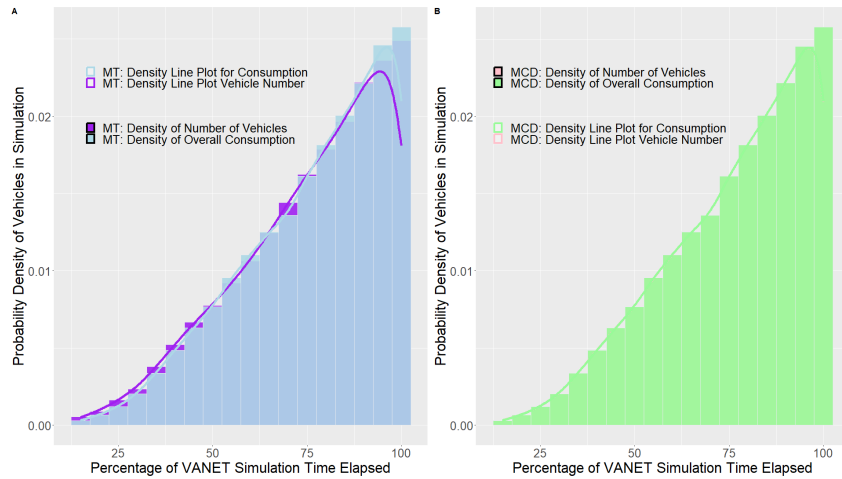 A
MT: Density Line Plot for Consumption
MT: Density Line Plot Vehicle Number
MT: Density of Number of Vehicles
MT: Density of Overall Consumption
Probability Density of Vehicles in Simulation
0.02
0.01
0.00
25
50
75
100
Percentage of VANET Simulation Time Elapsed
B
MCD: Density of Number of Vehicles
MCD: Density of Overall Consumption
MCD: Density Line Plot for Consumption
MCD: Density Line Plot Vehicle Number
Probability Density of Vehicles in Simulation
0.02
0.01
0.00
25
50
75
100
Percentage of VANET Simulation Time Elapsed